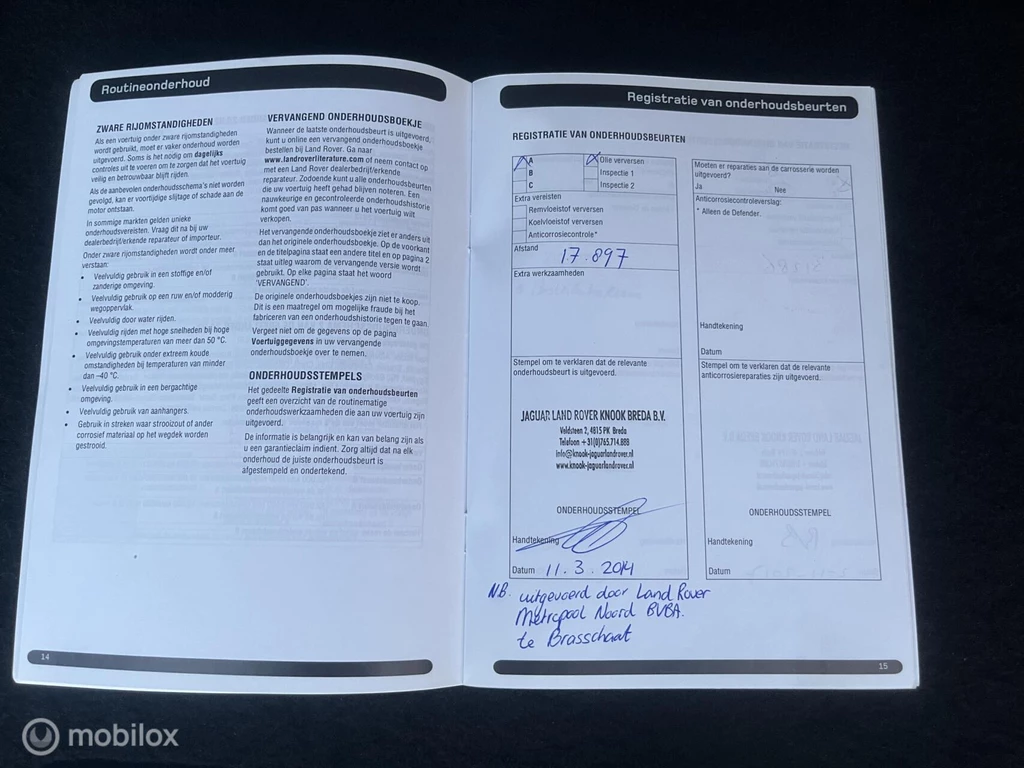 Routineonderhoud
ZWARE RIJOMSTANDIGHEDEN
Als een voertuig onder zware rijomstandigheden
wordt gebruikt, moet er vaker onderhoud worden
uitgevoerd. Soms is het nodig om dagelijks
controles uit te voeren om te zorgen dat het voertuig
veilig en betrouwbaar blijft rijden.
Als de aanbevolen onderhoudsschema's niet worden
gevolgd, kan er voortijdige slijtage of schade aan de
motor ontstaan.
In sommige markten gelden unieke
onderhoudsvereisten. Vraag dit na bij uw
dealerbedrijf/erkende reparateur of importeur.
Onder zware rijomstandigheden wordt onder meer
verstaan:
• Veelvuldig gebruik in een stoffige en/of
zanderige omgeving.
• Veelvuldig gebruik op een ruw en/of modderig
wegoppervlak.
• Veelvuldig door water rijden.
• Veelvuldig rijden met hoge snelheden bij hoge
omgevingstemperaturen van meer dan 50 °C.
• Veelvuldig gebruik onder extreem koude
omstandigheden bij temperaturen van minder
dan –40 °C.
• Veelvuldig gebruik in een bergachtige
omgeving.
• Veelvuldig gebruik van aanhangers.
• Gebruik in streken waar strooizout of ander
corrosief materiaal op het wegdek worden
gestrooid.
VERVANGEND ONDERHOUDSBOEKJE
Wanneer de laatste onderhoudsbeurt is uitgevoerd,
kunt u online een vervangend onderhoudsboekje
bestellen bij Land Rover. Ga naar
www.landroverliterature.com of neem contact op
met een Land Rover dealerbedrijf/erkende
reparateur. Zodoende kunt u alle onderhoudsbeurten
die uw voertuig heeft gehad blijven noteren. Een
nauwkeurige en gecontroleerde onderhoudshistorie
komt goed van pas wanneer u het voertuig wilt
verkopen.
Het vervangende onderhoudsboekje ziet er anders uit
dan het originele onderhoudsboekje. Op de voorkant
en de titelpagina staat een andere titel en op pagina 2
staat uitleg waarom de vervangende versie wordt
gebruikt. Op elke pagina staat het woord
'VERVANGEND'.
De originele onderhoudsboekjes zijn niet te koop.
Dit is een maatregel om mogelijke fraude bij het
fabriceren van een onderhoudshistorie tegen te gaan.
Vergeet niet om de gegevens op de pagina
Voertuiggegevens in uw vervangende
onderhoudsboekje over te nemen.
ONDERHOUDSSTEMPELS
Het gedeelte Registratie van onderhoudsbeurten
geeft een overzicht van de routinematige
onderhoudswerkzaamheden die aan uw voertuig zijn
uitgevoerd.
De informatie is belangrijk en kan van belang zijn als
u een garantieclaim indient. Zorg altijd dat na elk
onderhoud de juiste onderhoudsbeurt is
afgestempeld en ondertekend.
14
Registratie van onderhoudsbeurten
REGISTRATIE VAN ONDERHOUDSBEURTEN
A Olie verversen
B Inspectie 1
C Inspectie 2
Extra vereisten
Remvloeistof verversen
Koelvloeistof verversen
Anticorrosiecontrole*
Afstand
17.897
Extra werkzaamheden
Stempel om te verklaren dat de relevante
onderhoudsbeurt is uitgevoerd.
JAGUAR LAND ROVER KNOOK BREDA B.V.
Veldsteen 2, 4815 PK Breda
Telefoon +31(0)765.714.888
info@knook-jaguarlandrover.nl
www.knook-jaguarlandrover.nl
ONDERHOUDSSTEMPEL
Handtekening
Datum 11.3.2014
N.B. uitgevoerd door Land Rover
Metropool Noord BVBA.
te Brasschaat
Moeten er reparaties aan de carrosserie worden
uitgevoerd?
Ja Nee
Anticorrosiecontroleverslag:
* Alleen de Defender.
Handtekening
Datum
Stempel om te verklaren dat de relevante
anticorrosiereparaties zijn uitgevoerd.
ONDERHOUDSSTEMPEL
Handtekening
Datum
15
mobilox